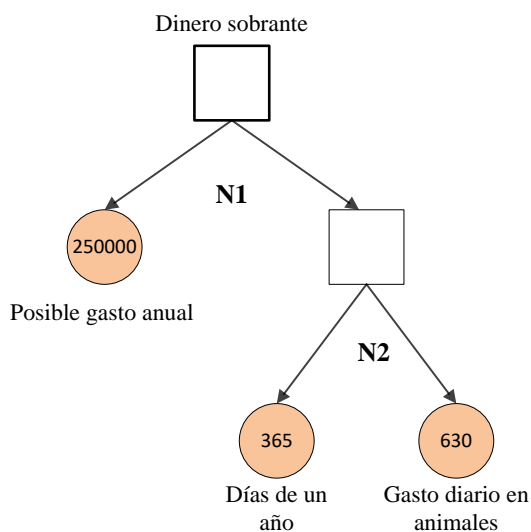 Dinero sobrante
N1
250000
Posible gasto anual
N2
365
630
Días de un
año
Gasto diario en
animales